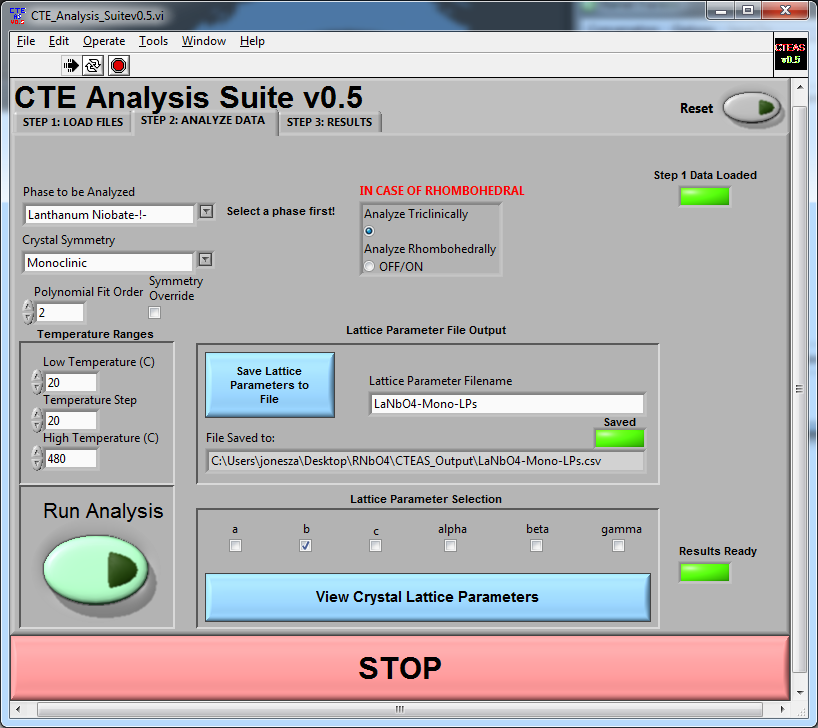 CTE_Analysis_Suitev0.5.vi
File Edit Operate Tools Window Help
CTEAS
v0.5
CTE Analysis Suite v0.5
Reset
STEP 1: LOAD FILES
STEP 2: ANALYZE DATA
STEP 3: RESULTS
Step 1 Data Loaded
Phase to be Analyzed
Lanthanum Niobate-!-
Select a phase first!
IN CASE OF RHOMBOHEDRAL
Analyze Triclinically
Analyze Rhombohedrally
OFF/ON
Crystal Symmetry
Monoclinic
Polynomial Fit Order
2
Symmetry
Override
Temperature Ranges
Low Temperature (C)
20
Temperature Step
20
High Temperature (C)
480
Lattice Parameter File Output
Save Lattice
Parameters to
File
Lattice Parameter Filename
LaNbO4-Mono-LPs
Saved
File Saved to:
C:\Users\jonesza\Desktop\RNbO4\CTEAS_Output\LaNbO4-Mono-LPs.csv
Run Analysis
Lattice Parameter Selection
a b c alpha beta gamma
View Crystal Lattice Parameters
Results Ready
STOP